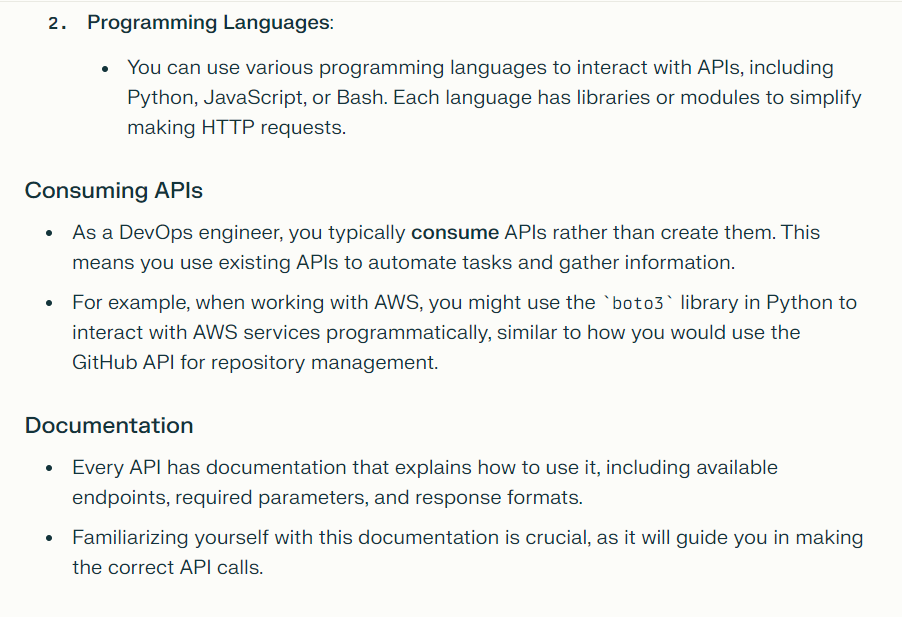 2. Programming Languages:
• You can use various programming languages to interact with APIs, including
Python, JavaScript, or Bash. Each language has libraries or modules to simplify
making HTTP requests.
Consuming APIs
• As a DevOps engineer, you typically consume APIs rather than create them. This
means you use existing APIs to automate tasks and gather information.
• For example, when working with AWS, you might use the `boto3` library in Python to
interact with AWS services programmatically, similar to how you would use the
GitHub API for repository management.
Documentation
• Every API has documentation that explains how to use it, including available
endpoints, required parameters, and response formats.
• Familiarizing yourself with this documentation is crucial, as it will guide you in making
the correct API calls.